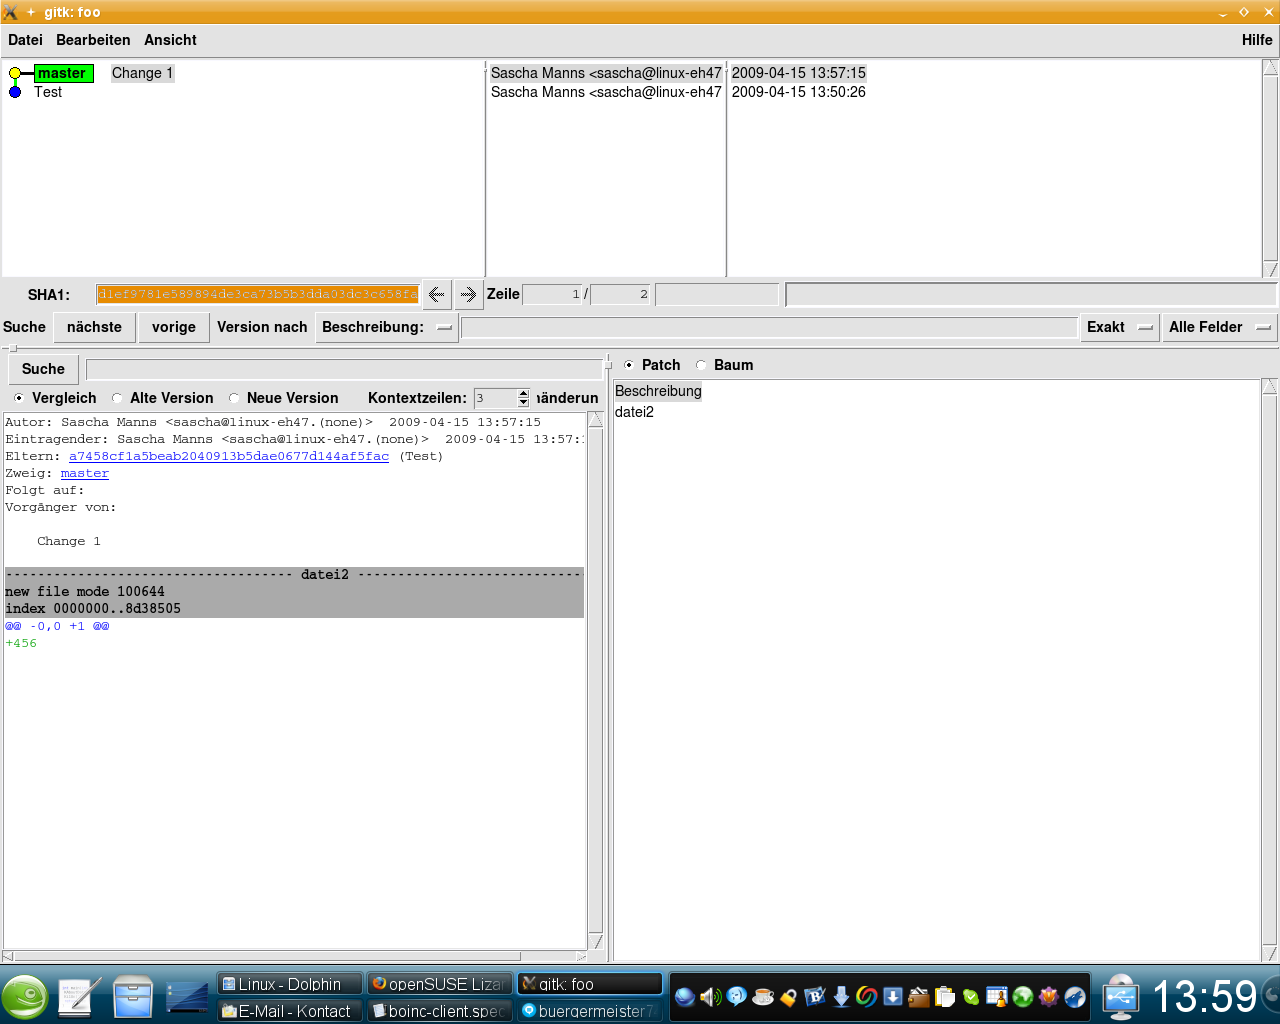 gitk: foo
Datei Bearbeiten Ansicht Hilfe
master Change 1 Sascha Manns <sascha@linux-eh47 2009-04-15 13:57:15
Test Sascha Manns <sascha@linux-eh47 2009-04-15 13:50:26
SHA1: d1ef9781e589894de3ca73b5b3dda03dc3c658fa Zeile 1 / 2
Suche nächste vorige Version nach Beschreibung: Exakt Alle Felder
Suche
Patch Baum
Vergleich Alte Version Neue Version Kontextzeilen: 3 änderun
Beschreibung
datei2
Autor: Sascha Manns <sascha@linux-eh47.(none)> 2009-04-15 13:57:15
Eintragender: Sascha Manns <sascha@linux-eh47.(none)> 2009-04-15 13:57:
Eltern: a7458cf1a5beab2040913b5dae0677d144af5fac (Test)
Zweig: master
Folgt auf:
Vorgänger von:
Change 1
---------------------------------- datei2 ----------------------------
new file mode 100644
index 0000000..8d38505
@@ -0,0 +1 @@
+456
Linux - Dolphin openSUSE Liza gitk: foo
E-Mail - Kontact boinc-client.spec buergermeister7
13:59